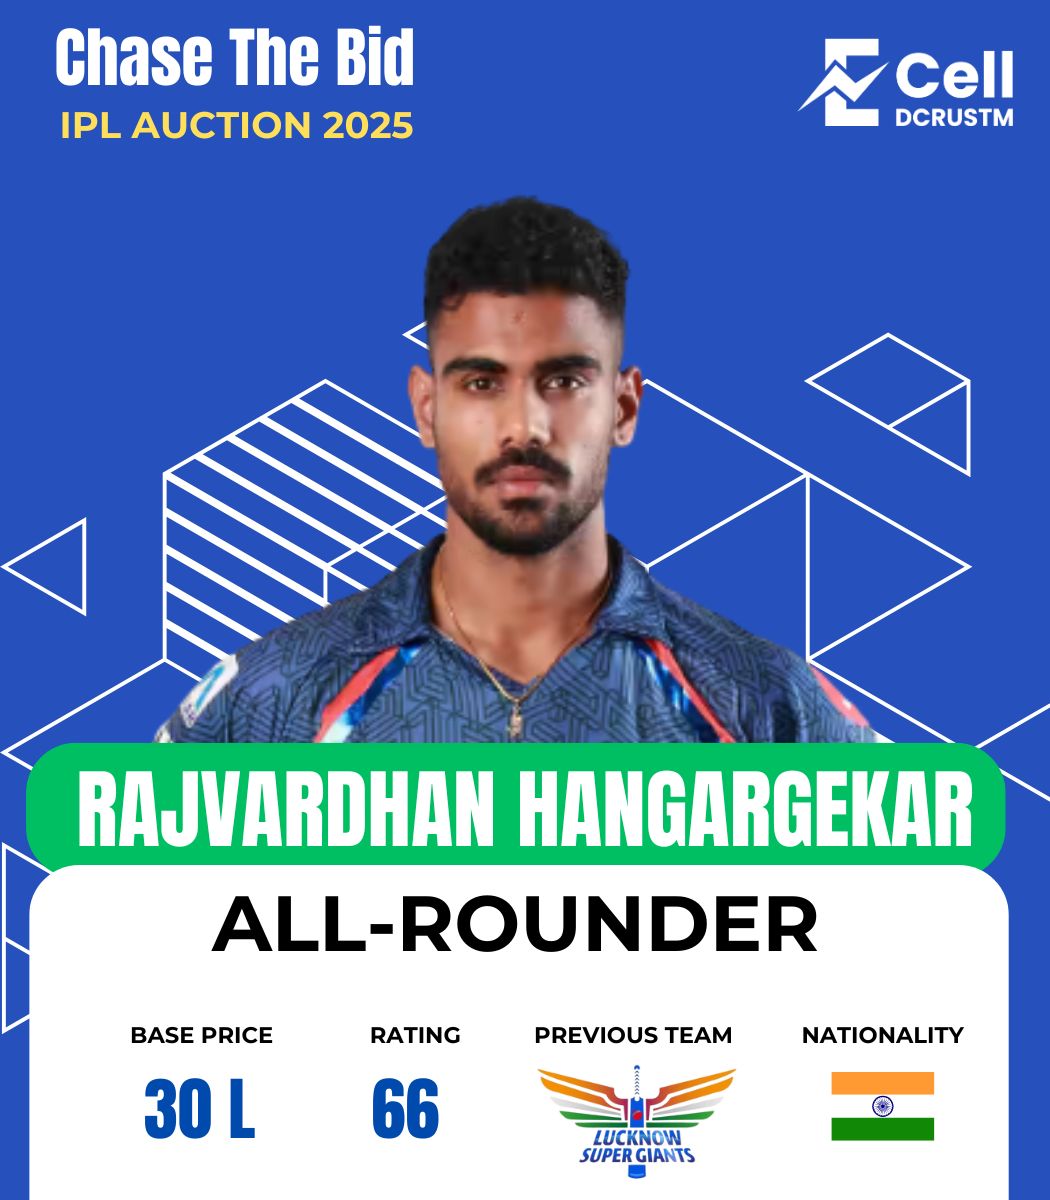 Chase The Bid
IPL AUCTION 2025
Cell
DCRUSTM
RAJVARDHAN HANGARGEKAR
ALL-ROUNDER
BASE PRICE RATING PREVIOUS TEAM NATIONALITY
30 L 66
LUCKNOW
SUPER GIANTS